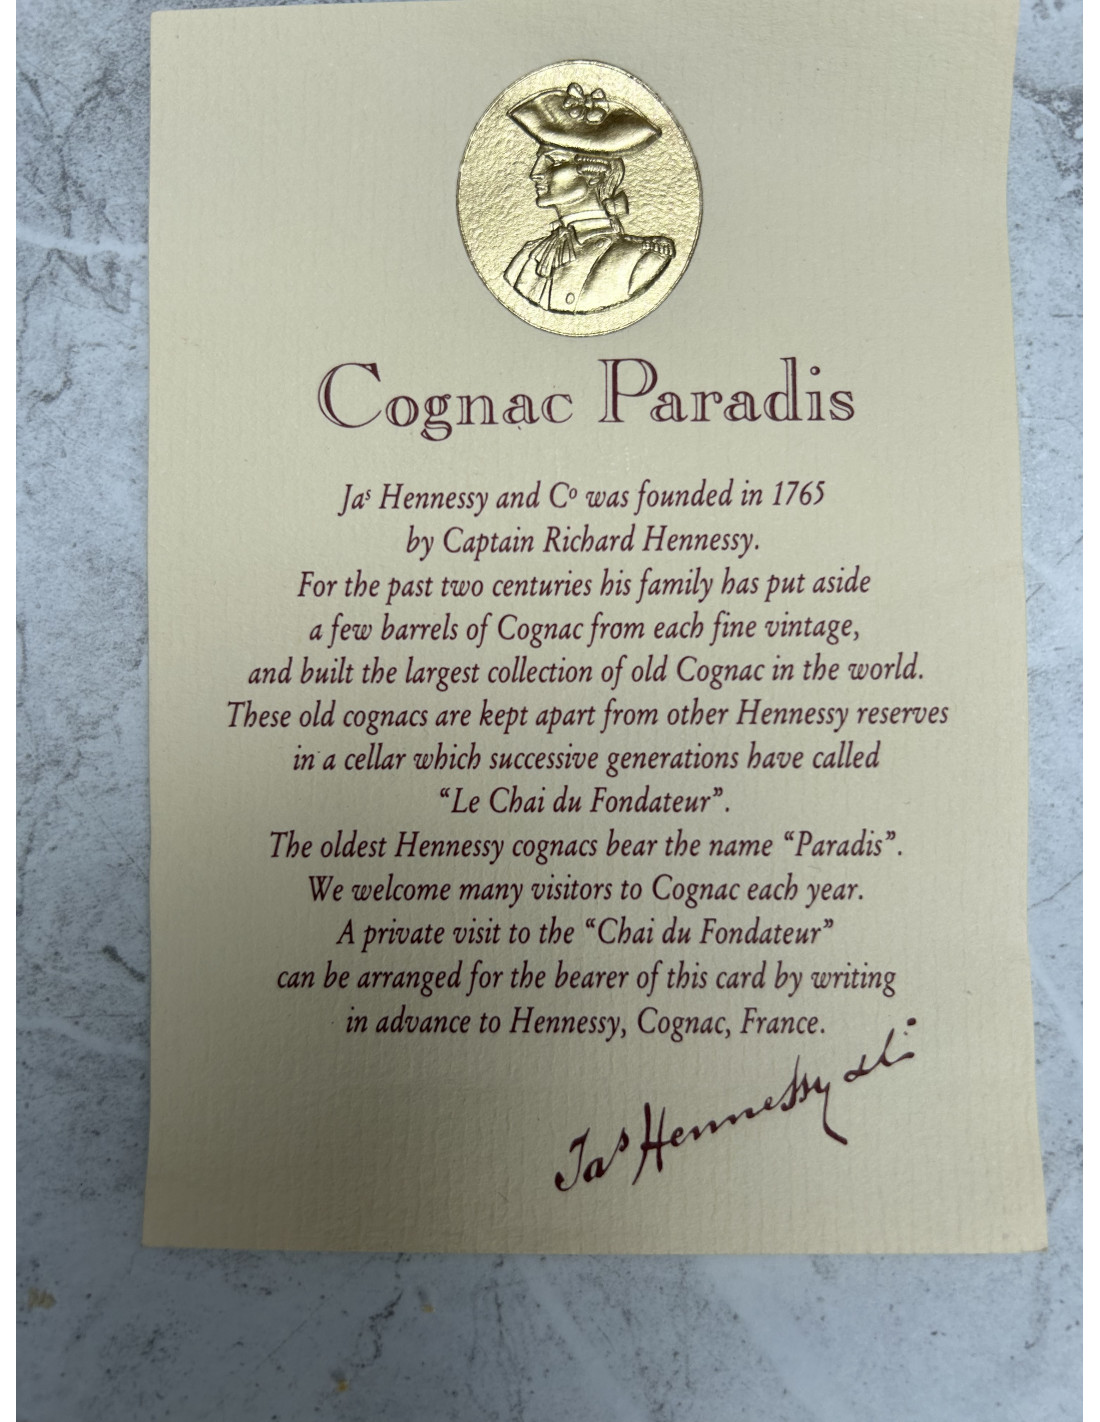 Cognac Paradis
Jaˢ Hennessy and Cº was founded in 1765
by Captain Richard Hennessy.
For the past two centuries his family has put aside
a few barrels of Cognac from each fine vintage,
and built the largest collection of old Cognac in the world.
These old cognacs are kept apart from other Hennessy reserves
in a cellar which successive generations have called
“Le Chai du Fondateur”.
The oldest Hennessy cognacs bear the name “Paradis”.
We welcome many visitors to Cognac each year.
A private visit to the “Chai du Fondateur”
can be arranged for the bearer of this card by writing
in advance to Hennessy, Cognac, France.
Jaˢ Hennessy